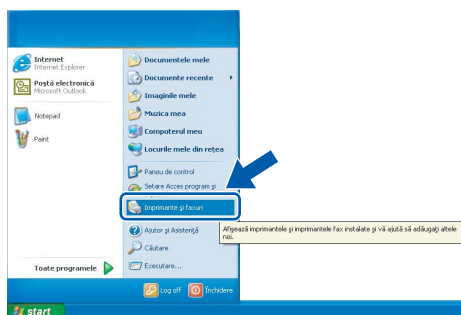 Internet
Internet Explorer
Poștă electronică
Microsoft Outlook
Notepad
Paint
Toate programele
Documentele mele
Documente recente
Imaginile mele
Muzica mea
Computerul meu
Locurile mele din rețea
Panou de control
Setare Acces program și
Imprimante și faxuri
Ajutor și Asistență
Căutare
Executare...
Afișează imprimantele și imprimantele fax instalate și vă ajută să adăugați altele
noi.
Log off Închidere
start